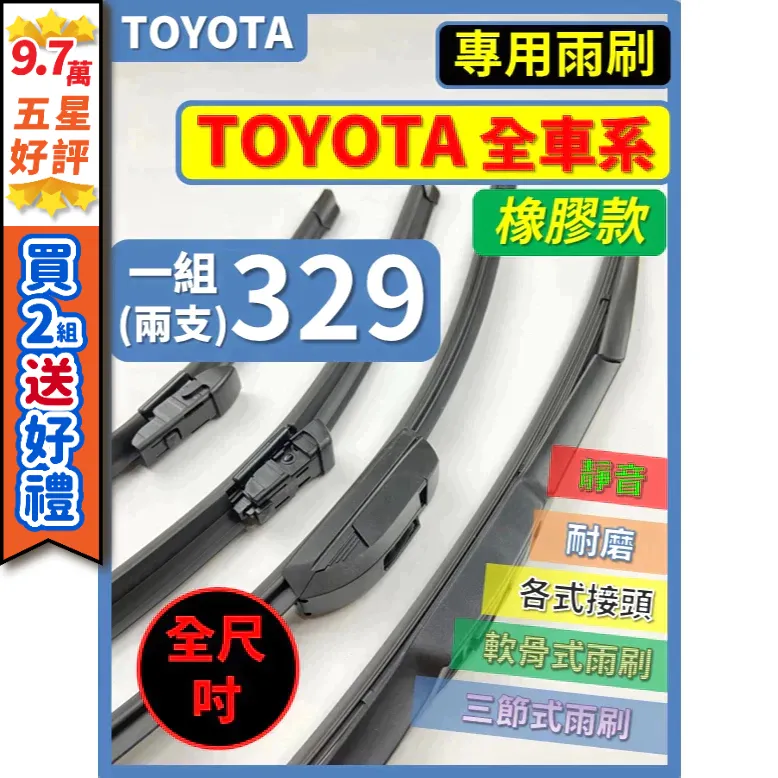 9.7萬
五星
好評
買2組送好禮
TOYOTA
專用雨刷
TOYOTA 全車系
橡膠款
一組
(兩支)329
靜音
耐磨
各式接頭
軟骨式雨刷
三節式雨刷
全尺
吋